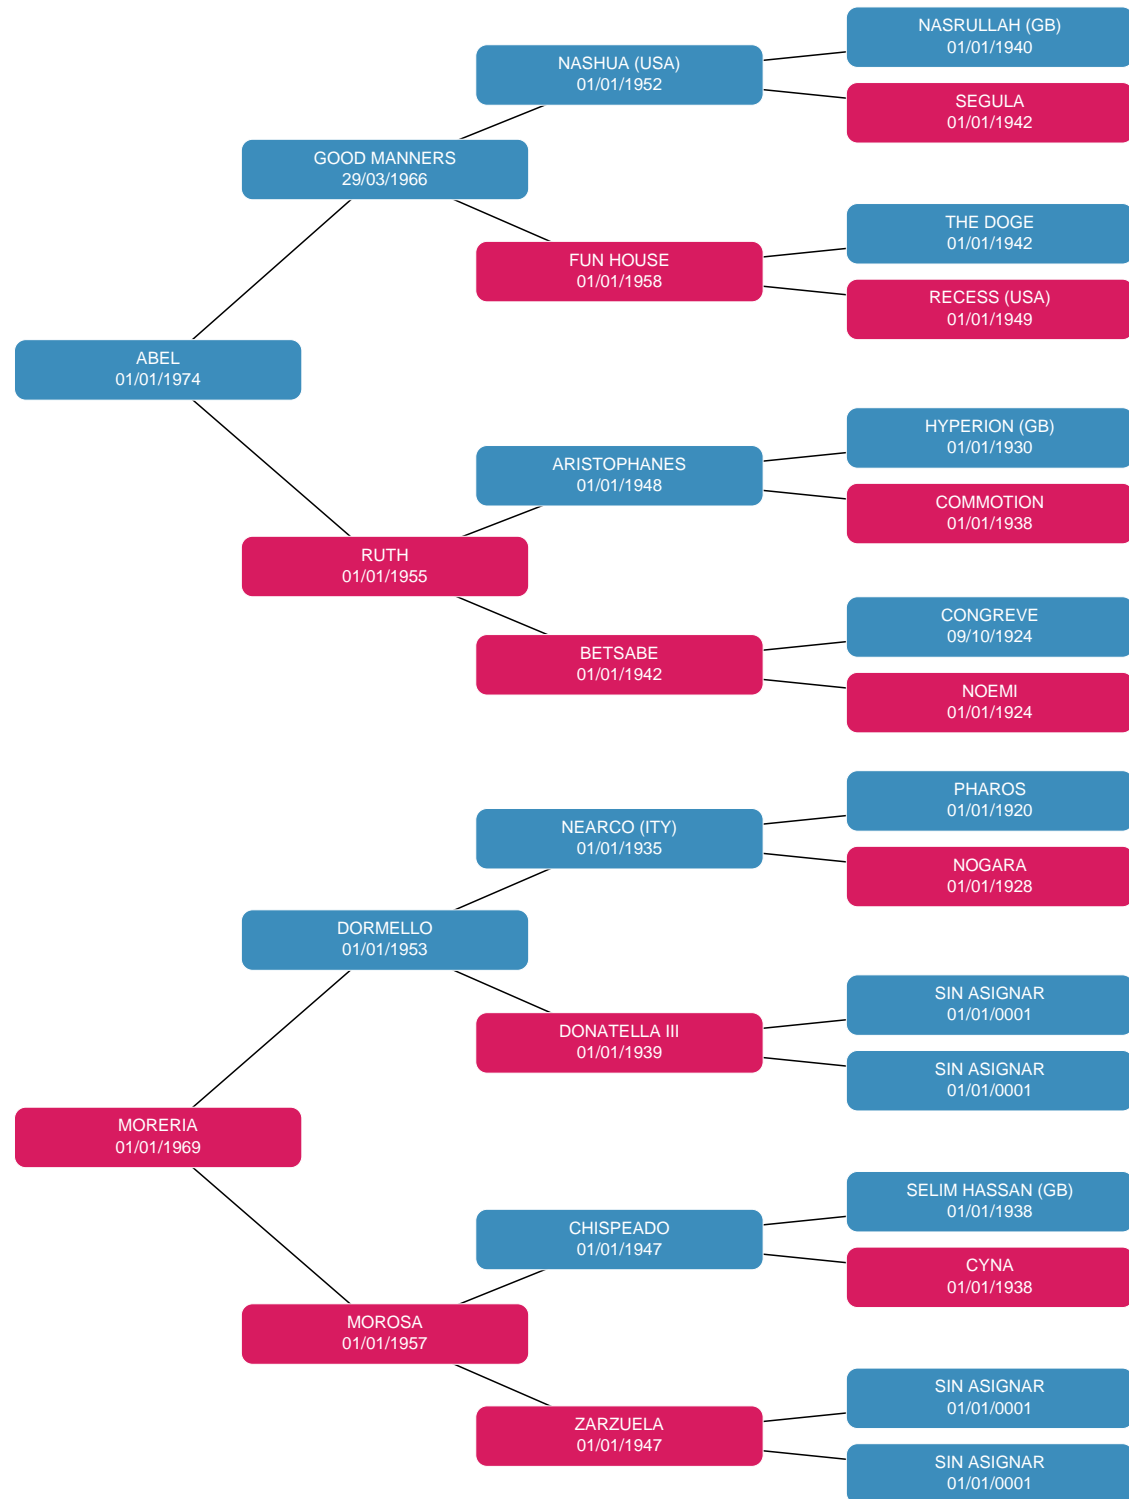 NASRULLAH (GB)
01/01/1940
NASHUA (USA)
01/01/1952
SEGULA
01/01/1942
GOOD MANNERS
29/03/1966
THE DOGE
01/01/1942
FUN HOUSE
01/01/1958
RECESS (USA)
01/01/1949
ABEL
01/01/1974
HYPERION (GB)
01/01/1930
ARISTOPHANES
01/01/1948
COMMOTION
01/01/1938
RUTH
01/01/1955
CONGREVE
09/10/1924
BETSABE
01/01/1942
NOEMI
01/01/1924
PHAROS
01/01/1920
NEARCO (ITY)
01/01/1935
NOGARA
01/01/1928
DORMELLO
01/01/1953
SIN ASIGNAR
01/01/0001
DONATELLA III
01/01/1939
SIN ASIGNAR
01/01/0001
MORERIA
01/01/1969
SELIM HASSAN (GB)
01/01/1938
CHISPEADO
01/01/1947
CYNA
01/01/1938
MOROSA
01/01/1957
SIN ASIGNAR
01/01/0001
ZARZUELA
01/01/1947
SIN ASIGNAR
01/01/0001